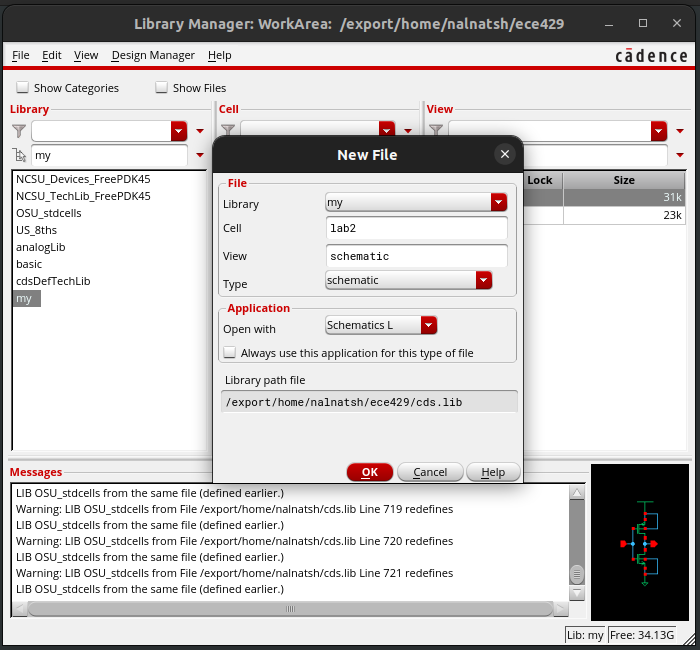 Library Manager: WorkArea: /export/home/nalnatsh/ece429
File Edit View Design Manager Help
cādence
Show Categories Show Files
Library Cell View
my
NCSU_Devices_FreePDK45
NCSU_TechLib_FreePDK45
OSU_stdcells
US_8ths
analogLib
basic
cdsDefTechLib
my
Lock Size
31k
23k
New File
File
Library my
Cell lab2
View schematic
Type schematic
Application
Open with Schematics L
Always use this application for this type of file
Library path file
/export/home/nalnatsh/ece429/cds.lib
OK Cancel Help
Messages
LIB OSU_stdcells from the same file (defined earlier.)
Warning: LIB OSU_stdcells from File /export/home/nalnatsh/cds.lib Line 719 redefines
LIB OSU_stdcells from the same file (defined earlier.)
Warning: LIB OSU_stdcells from File /export/home/nalnatsh/cds.lib Line 720 redefines
LIB OSU_stdcells from the same file (defined earlier.)
Warning: LIB OSU_stdcells from File /export/home/nalnatsh/cds.lib Line 721 redefines
LIB OSU_stdcells from the same file (defined earlier.)
Lib: my Free: 34.13G